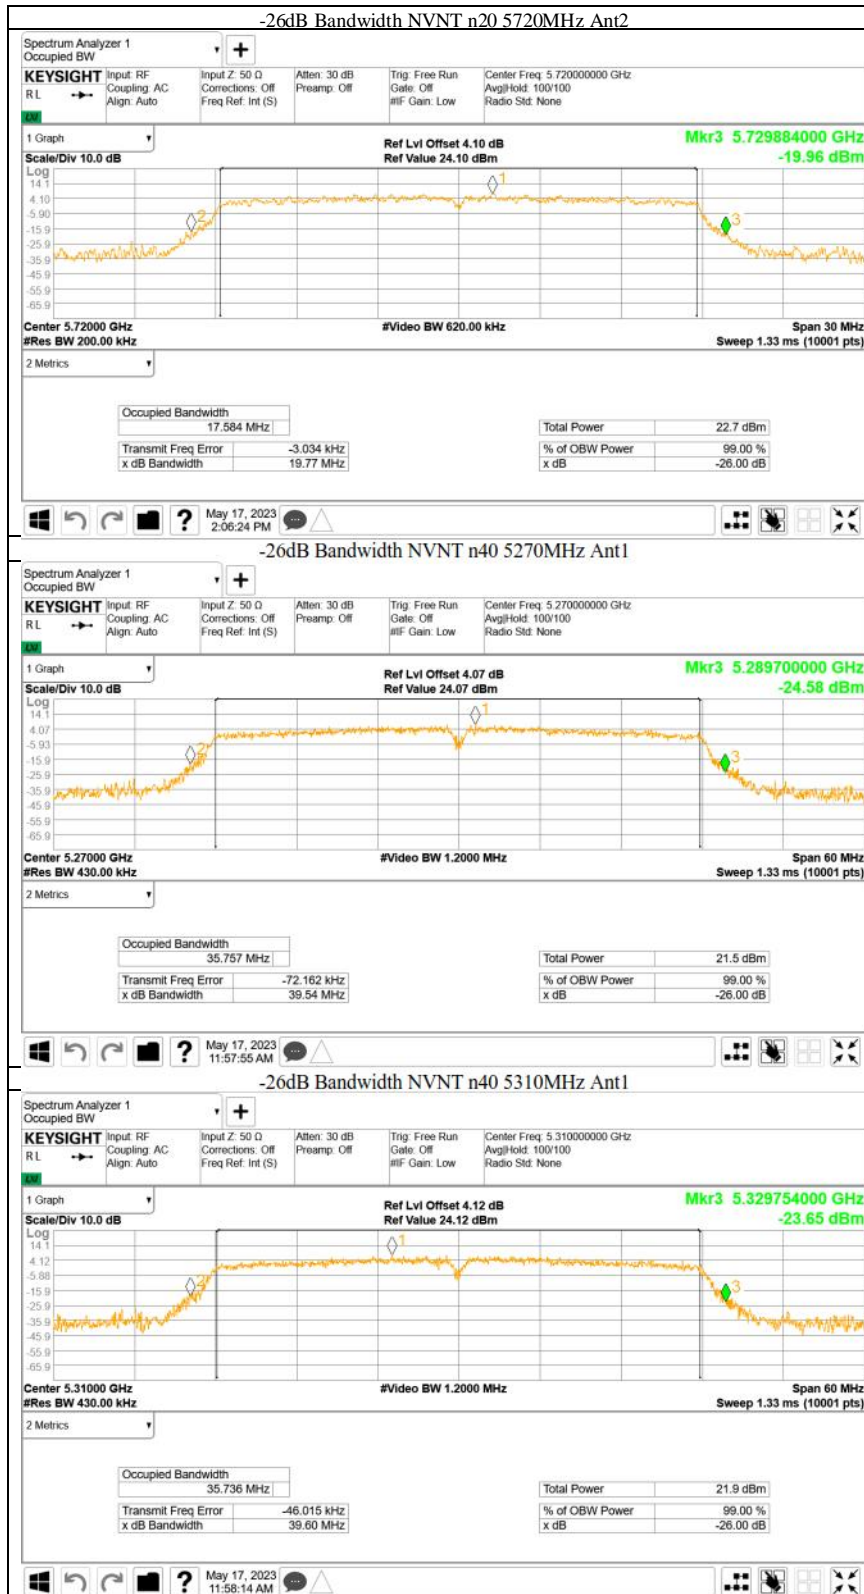 -26dB Bandwidth NVNT n20 5720MHz Ant2
Spectrum Analyzer 1
Occupied BW
KEYSIGHT Input: RF Input Z: 50 Ω Atten: 30 dB Trig: Free Run Center Freq: 5.720000000 GHz
RL Coupling: AC Corrections: Off Preamp: Off Gate: Off Avg|Hold: 100/100
Align: Auto Freq Ref: Int (S) #IF Gain: Low Radio Std: None
1 Graph Ref Lvl Offset 4.10 dB Mkr3 5.729884000 GHz
Scale/Div 10.0 dB Ref Value 24.10 dBm -19.96 dBm
Log
14.1 1
4.10
-5.90 2 3
-15.9
-25.9
-35.9
-45.9
-55.9
-65.9
Center 5.72000 GHz #Video BW 620.00 kHz Span 30 MHz
#Res BW 200.00 kHz Sweep 1.33 ms (10001 pts)
2 Metrics
Occupied Bandwidth
17.584 MHz Total Power 22.7 dBm
Transmit Freq Error -3.034 kHz % of OBW Power 99.00 %
x dB Bandwidth 19.77 MHz x dB -26.00 dB
? May 17, 2023
2:06:24 PM
-26dB Bandwidth NVNT n40 5270MHz Ant1
Spectrum Analyzer 1
Occupied BW
KEYSIGHT Input: RF Input Z: 50 Ω Atten: 30 dB Trig: Free Run Center Freq: 5.270000000 GHz
RL Coupling: AC Corrections: Off Preamp: Off Gate: Off Avg|Hold: 100/100
Align: Auto Freq Ref: Int (S) #IF Gain: Low Radio Std: None
1 Graph Ref Lvl Offset 4.07 dB Mkr3 5.289700000 GHz
Scale/Div 10.0 dB Ref Value 24.07 dBm -24.58 dBm
Log
14.1 1
4.07
-5.93 2
-15.9 3
-25.9
-35.9
-45.9
-55.9
-65.9
Center 5.27000 GHz #Video BW 1.2000 MHz Span 60 MHz
#Res BW 430.00 kHz Sweep 1.33 ms (10001 pts)
2 Metrics
Occupied Bandwidth
35.757 MHz Total Power 21.5 dBm
Transmit Freq Error -72.162 kHz % of OBW Power 99.00 %
x dB Bandwidth 39.54 MHz x dB -26.00 dB
? May 17, 2023
11:57:55 AM
-26dB Bandwidth NVNT n40 5310MHz Ant1
Spectrum Analyzer 1
Occupied BW
KEYSIGHT Input: RF Input Z: 50 Ω Atten: 30 dB Trig: Free Run Center Freq: 5.310000000 GHz
RL Coupling: AC Corrections: Off Preamp: Off Gate: Off Avg|Hold: 100/100
Align: Auto Freq Ref: Int (S) #IF Gain: Low Radio Std: None
1 Graph Ref Lvl Offset 4.12 dB Mkr3 5.329754000 GHz
Scale/Div 10.0 dB Ref Value 24.12 dBm -23.65 dBm
Log
14.1 1
4.12
-5.88 2
-15.9 3
-25.9
-35.9
-45.9
-55.9
-65.9
Center 5.31000 GHz #Video BW 1.2000 MHz Span 60 MHz
#Res BW 430.00 kHz Sweep 1.33 ms (10001 pts)
2 Metrics
Occupied Bandwidth
35.736 MHz Total Power 21.9 dBm
Transmit Freq Error -46.015 kHz % of OBW Power 99.00 %
x dB Bandwidth 39.60 MHz x dB -26.00 dB
? May 17, 2023
11:58:14 AM